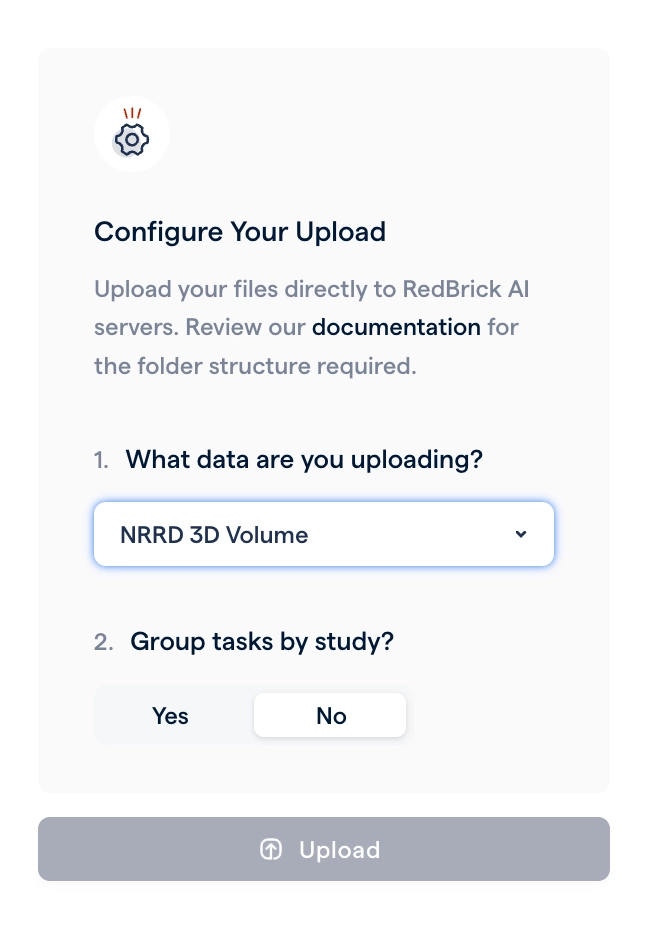 Configure Your Upload
Upload your files directly to RedBrick AI
servers. Review our documentation for
the folder structure required.
1. What data are you uploading?
NRRD 3D Volume
2. Group tasks by study?
Yes No
Upload